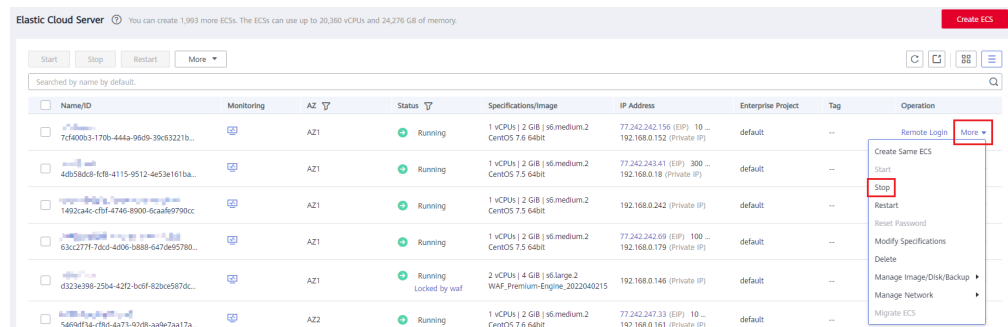 Elastic Cloud Server ? You can create 1,993 more ECSs. The ECSs can use up to 20,360 vCPUs and 24,276 GB of memory. Create ECS
Start Stop Restart More
Searched by name by default.
Name/ID Monitoring AZ Status Specifications/Image IP Address Enterprise Project Tag Operation
7cf400b3-170b-444a-96d9-39c63221b... AZ1 Running 1 vCPUs | 2 GiB | s6.medium.2 CentOS 7.6 64bit 77.242.242.156 (EIP) 10 ... 192.168.0.152 (Private IP) default -- Remote Login More
4db58dc8-fcf8-4115-9512-4e53e161ba... AZ1 Running 1 vCPUs | 2 GiB | s6.medium.2 CentOS 7.5 64bit 77.242.243.41 (EIP) 300 ... 192.168.0.18 (Private IP) default --
1492ca4c-cfbf-4746-8900-6caafe9790cc AZ1 Running 1 vCPUs | 2 GiB | s6.medium.2 CentOS 7.5 64bit 192.168.0.242 (Private IP) default --
63cc277f-7dcd-4d06-b888-647de95780... AZ1 Running 1 vCPUs | 2 GiB | s6.medium.2 CentOS 7.5 64bit 77.242.242.69 (EIP) 100 ... 192.168.0.179 (Private IP) default --
d323e398-25b4-42f2-bc6f-82bce587dc... AZ1 Running Locked by waf 2 vCPUs | 4 GiB | s6.large.2 WAF_Premium-Engine_2022040215 192.168.0.146 (Private IP) default --
5469df34-cf8d-4a73-92d8-aa9e7aa17a... AZ2 Running 1 vCPUs | 2 GiB | s6.medium.2 CentOS 7.6 64bit 77.242.247.33 (EIP) 10 ... 192.168.0.161 (Private IP) default --
Create Same ECS
Start
Stop
Restart
Reset Password
Modify Specifications
Delete
Manage Image/Disk/Backup
Manage Network
Migrate ECS